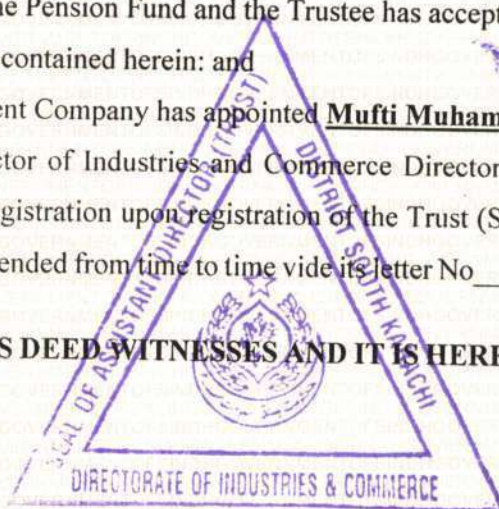 he Pension Fund and the Trustee has accept
contained herein: and
ent Company has appointed Mufti Muham
ctor of Industries and Commerce Director
egistration upon registration of the Trust (S
ended from time to time vide its letter No
S DEED WITNESSES AND IT IS HERE
SEAL OF ASSISTANT DIRECTOR (TRUST)
DISTRICT SOUTH KARACHI
DIRECTORATE OF INDUSTRIES & COMMERCE